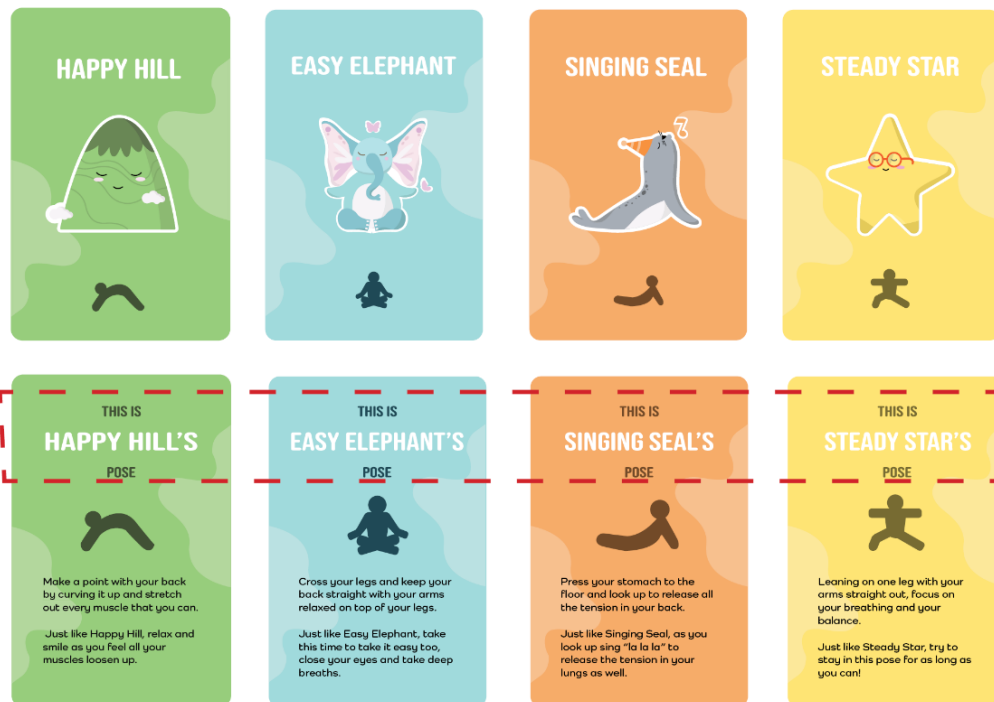 HAPPY HILL
EASY ELEPHANT
SINGING SEAL
STEADY STAR
THIS IS
HAPPY HILL'S
POSE
Make a point with your back
by curving it up and stretch
out every muscle that you can.
Just like Happy Hill, relax and
smile as you feel all your
muscles loosen up.
THIS IS
EASY ELEPHANT'S
POSE
Cross your legs and keep your
back straight with your arms
relaxed on top of your legs.
Just like Easy Elephant, take
this time to take it easy too,
close your eyes and take deep
breaths.
THIS IS
SINGING SEAL'S
POSE
Press your stomach to the
floor and look up to release all
the tension in your back.
Just like Singing Seal, as you
look up sing "la la la" to
release the tension in your
lungs as well.
THIS IS
STEADY STAR'S
POSE
Leaning on one leg with your
arms straight out, focus on
your breathing and your
balance.
Just like Steady Star, try to
stay in this pose for as long as
you can!